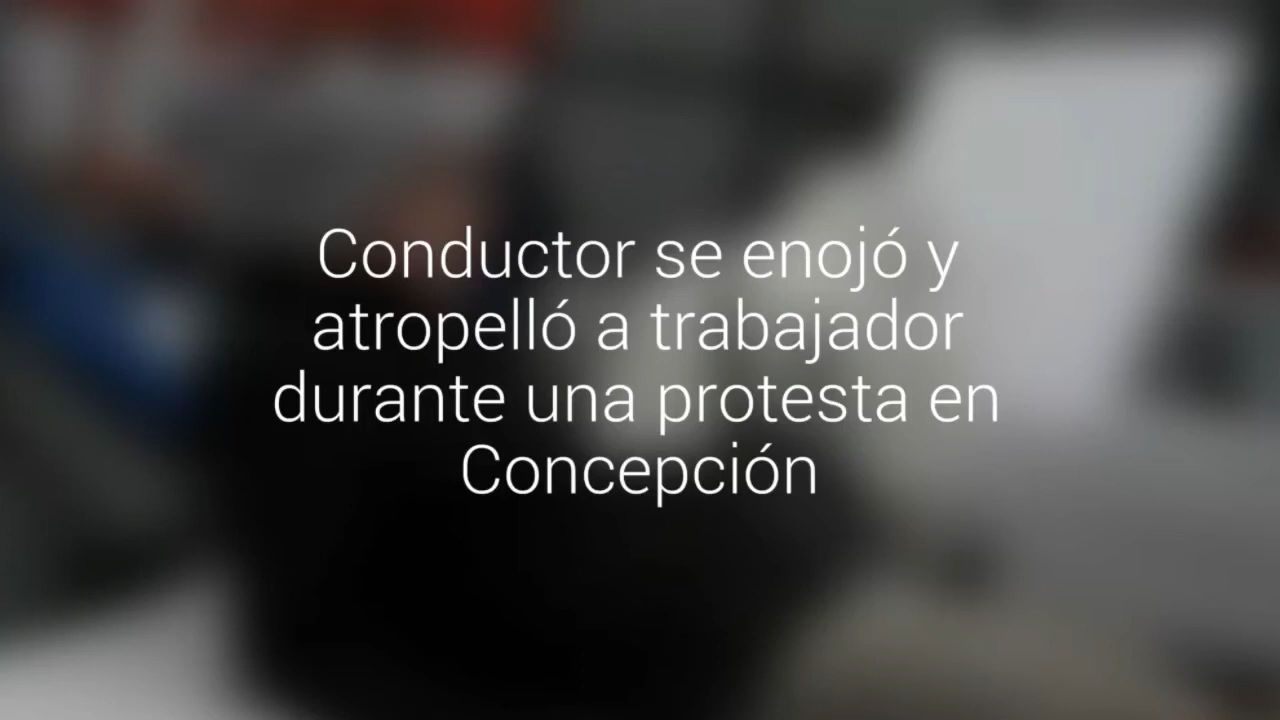 Conductor se enojó y
atropelló a trabajador
durante una protesta en
Concepción